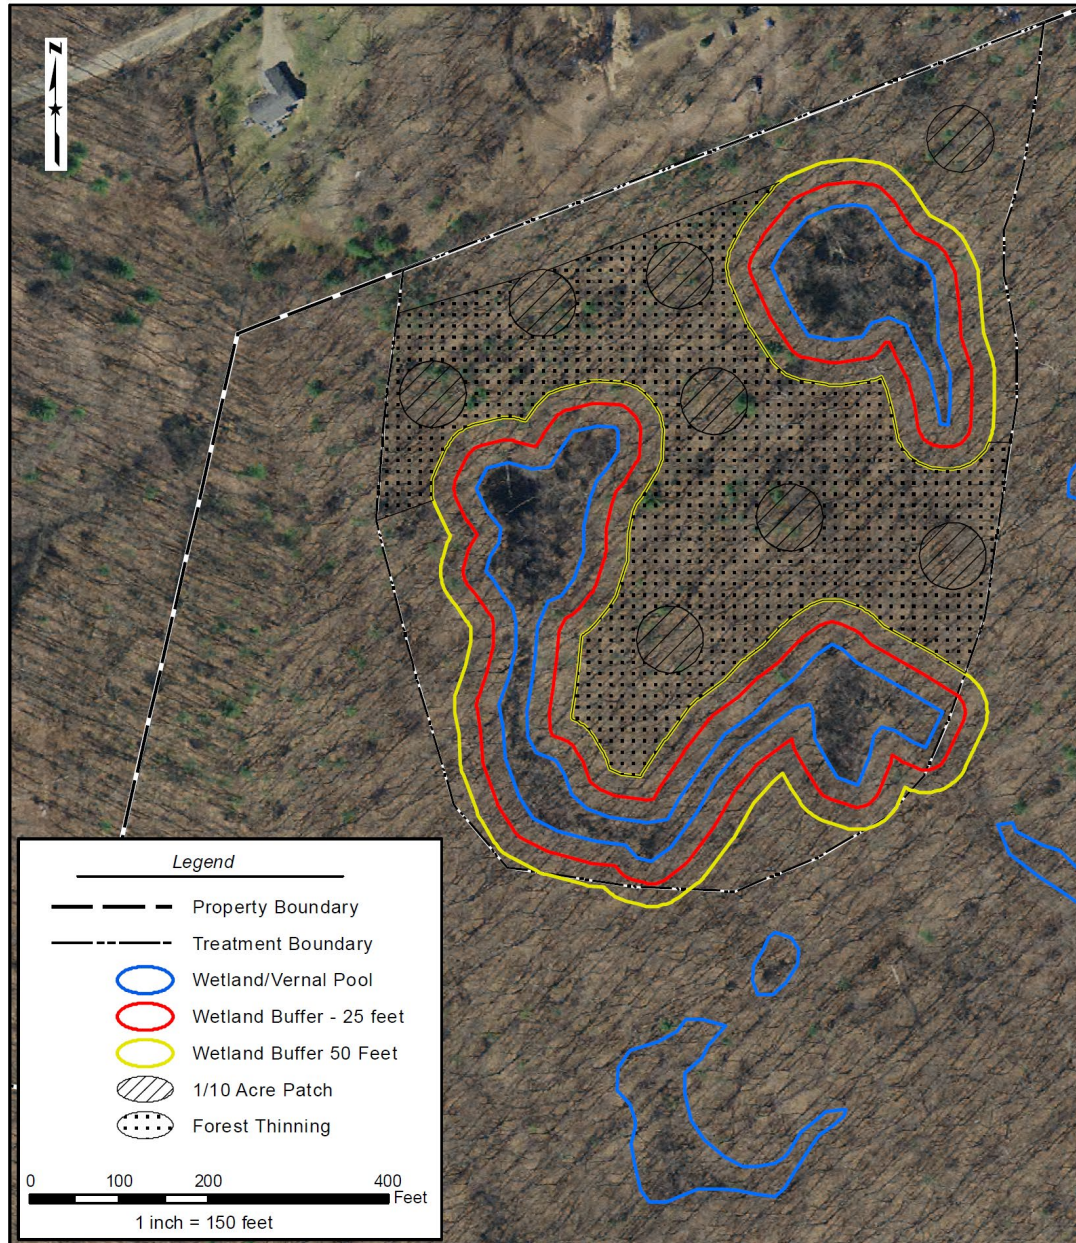 N
Legend
Property Boundary
Treatment Boundary
Wetland/Vernal Pool
Wetland Buffer - 25 feet
Wetland Buffer 50 Feet
1/10 Acre Patch
Forest Thinning
0 100 200 400
Feet
1 inch = 150 feet